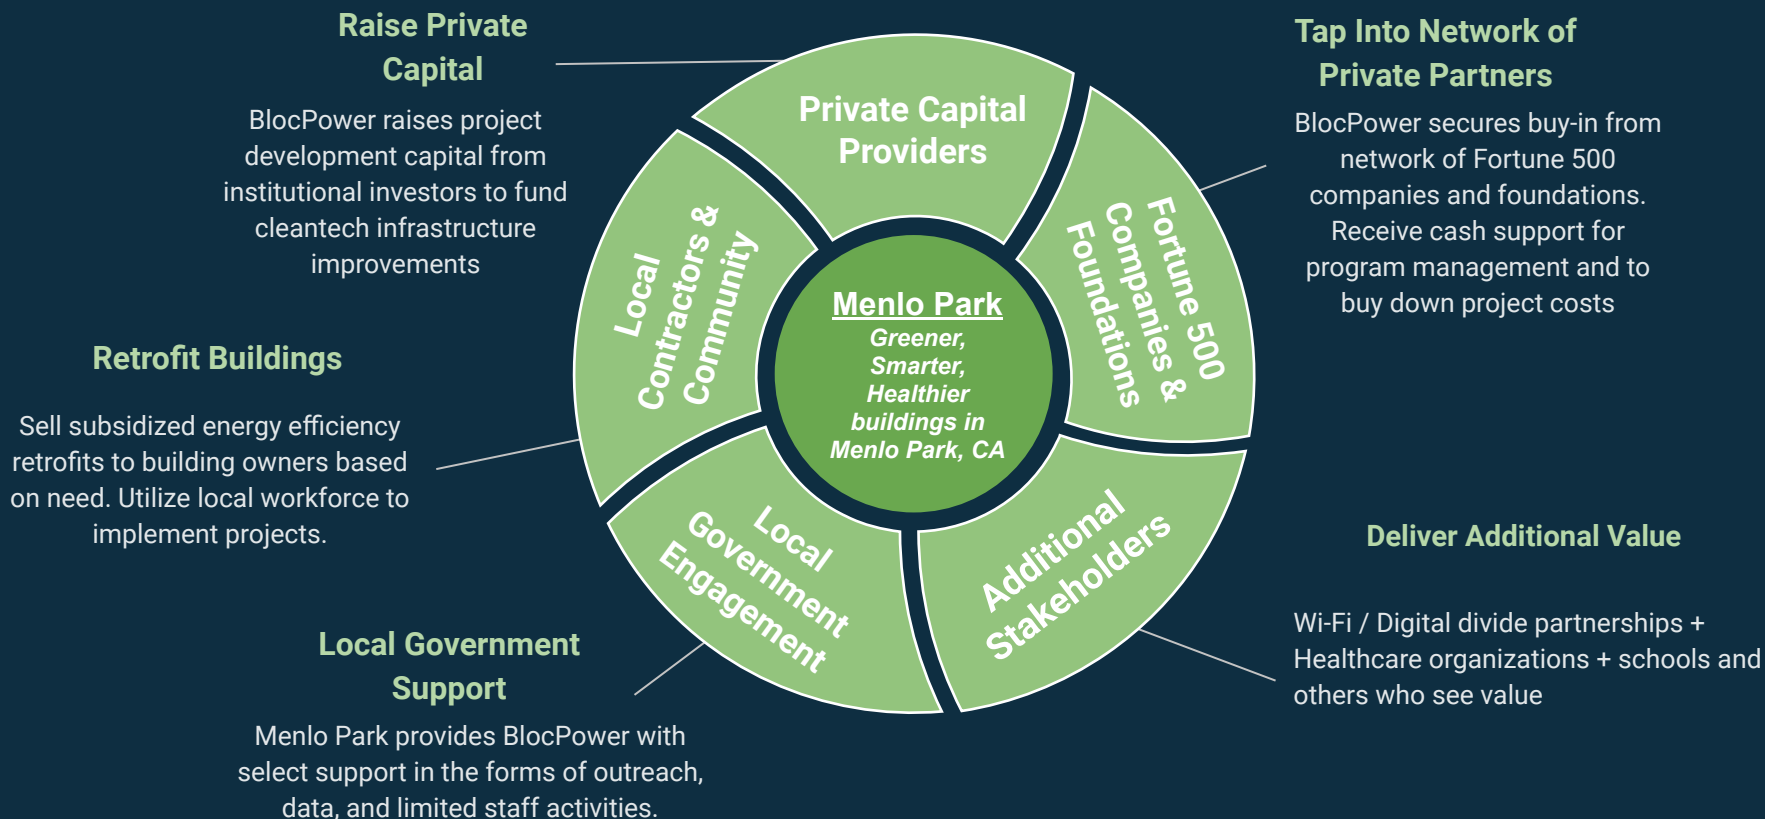 Raise Private
Capital
BlocPower raises project
development capital from
institutional investors to fund
cleantech infrastructure
improvements
Tap Into Network of
Private Partners
BlocPower secures buy-in from
network of Fortune 500
companies and foundations.
Receive cash support for
program management and to
buy down project costs
Private Capital
Providers
Fortune 500
Companies &
Foundations
Local
Contractors &
Community
Menlo Park
Greener,
Smarter,
Healthier
buildings in
Menlo Park, CA
Retrofit Buildings
Sell subsidized energy efficiency
retrofits to building owners based
on need. Utilize local workforce to
implement projects.
Local
Government
Engagement
Additional
Stakeholders
Deliver Additional Value
Wi-Fi / Digital divide partnerships +
Healthcare organizations + schools and
others who see value
Local Government
Support
Menlo Park provides BlocPower with
select support in the forms of outreach,
data, and limited staff activities.